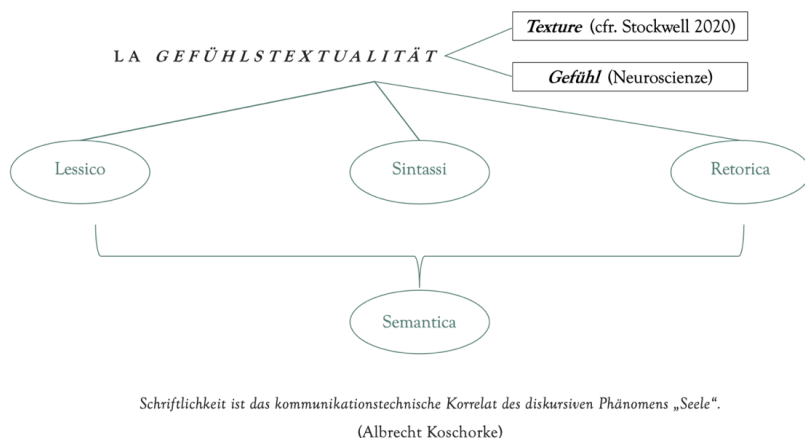 LA GEFÜHLSTEXTUALITÄT
Texture (cfr. Stockwell 2020)
Gefühl (Neuroscienze)
Lessico
Sintassi
Retorica
Semantica
Schriftlichkeit ist das kommunikationstechnische Korrelat des diskursiven Phänomens „Seele“.
(Albrecht Koschorke)